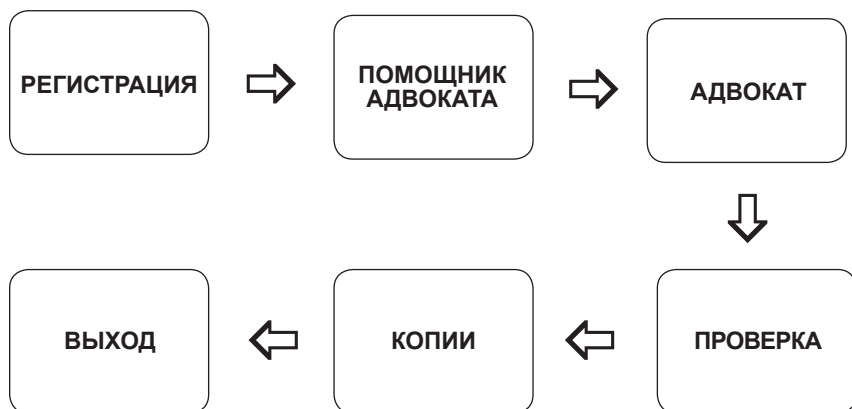 РЕГИСТРАЦИЯ
ПОМОЩНИК
АДВОКАТА
АДВОКАТ
ПРОВЕРКА
КОПИИ
ВЫХОД